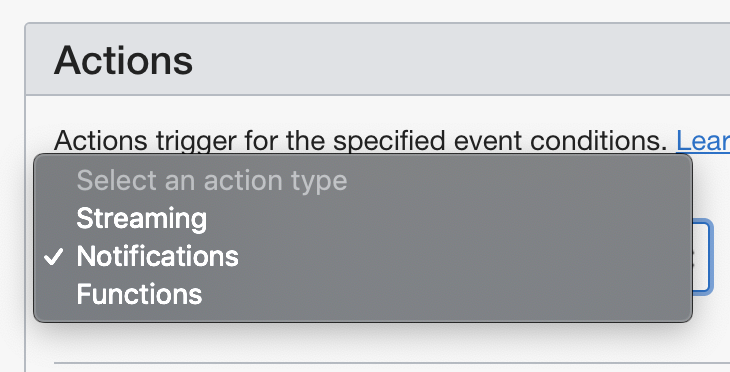 Actions
Actions trigger for the specified event conditions.
Select an action type
Streaming
✓ Notifications
Functions